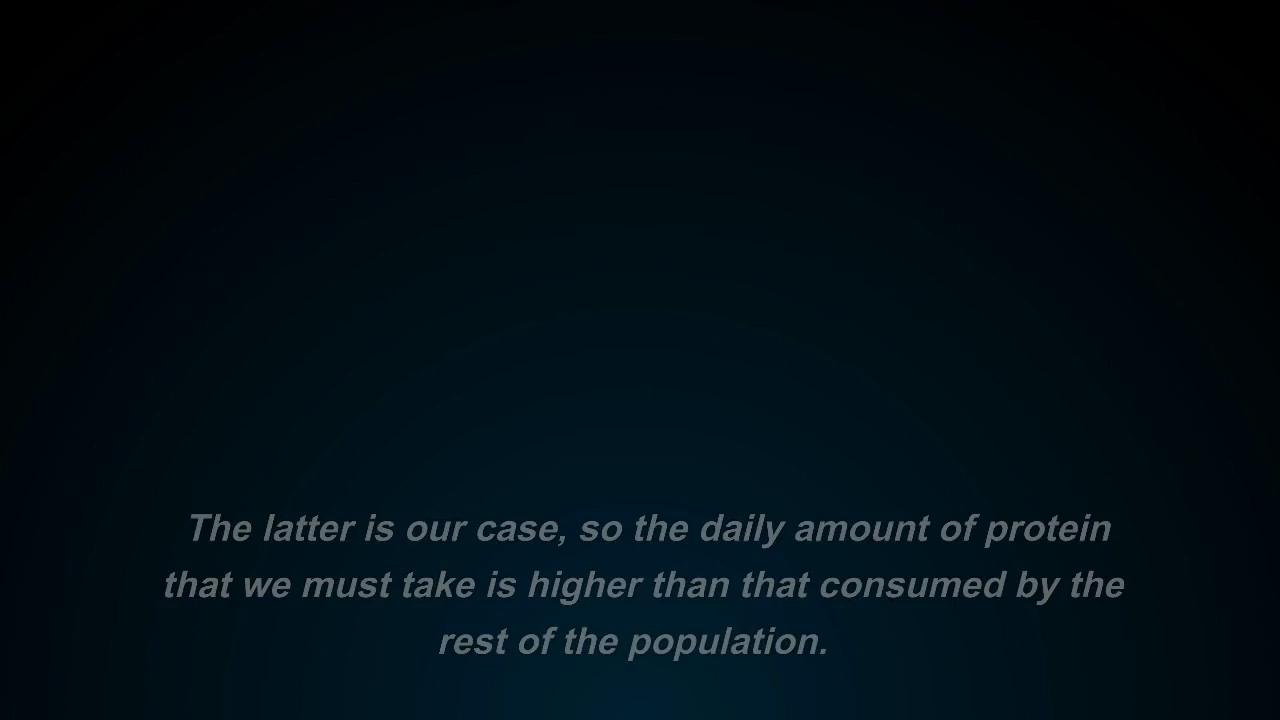 The latter is our case, so the daily amount of protein
that we must take is higher than that consumed by the
rest of the population.